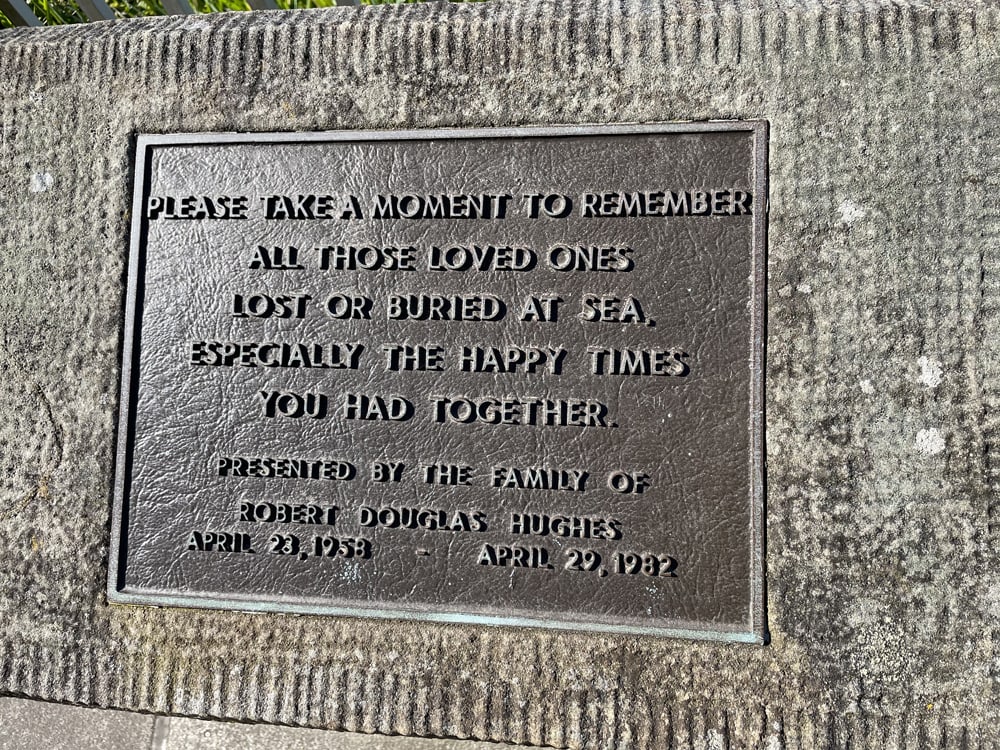 PLEASE TAKE A MOMENT TO REMEMBER
ALL THOSE LOVED ONES
LOST OR BURIED AT SEA,
ESPECIALLY THE HAPPY TIMES
YOU HAD TOGETHER.
PRESENTED BY THE FAMILY OF
ROBERT DOUGLAS HUGHES
APRIL 23, 1958 - APRIL 29, 1982